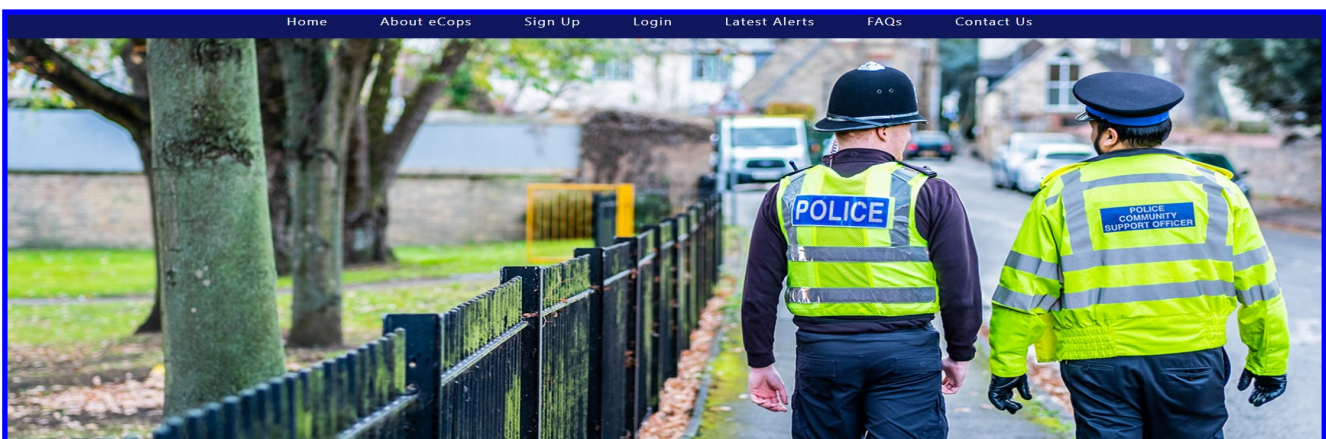 Home About eCops Sign Up Login Latest Alerts FAQs Contact Us
POLICE
POLICE
COMMUNITY
SUPPORT OFFICER